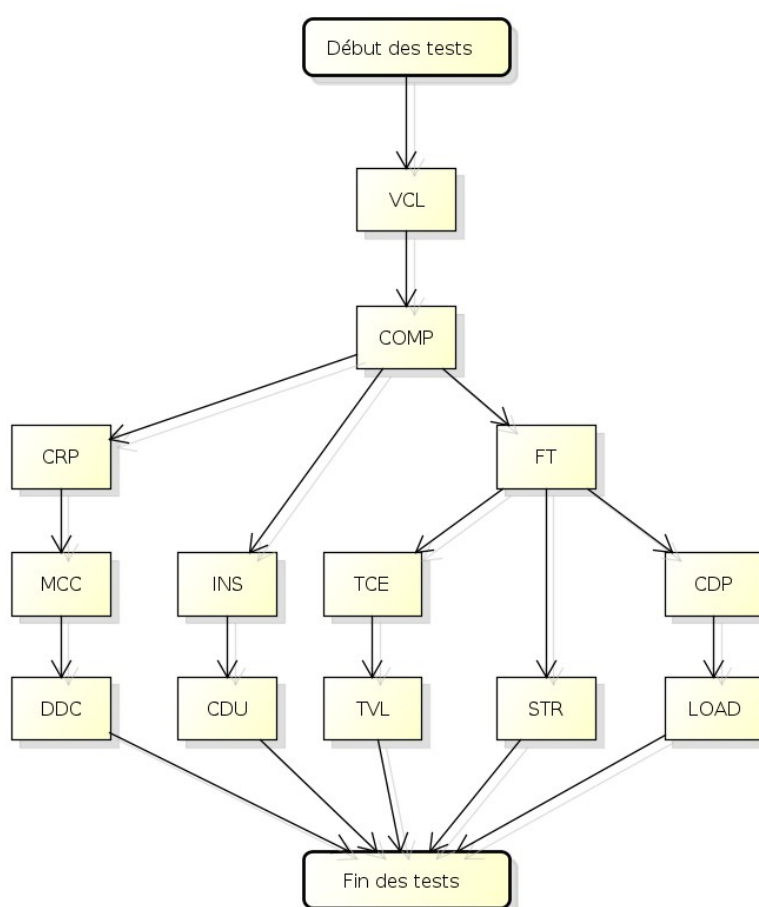 Début des tests
VCL
COMP
CRP
FT
MCC
INS
TCE
CDP
DDC
CDU
TVL
STR
LOAD
Fin des tests